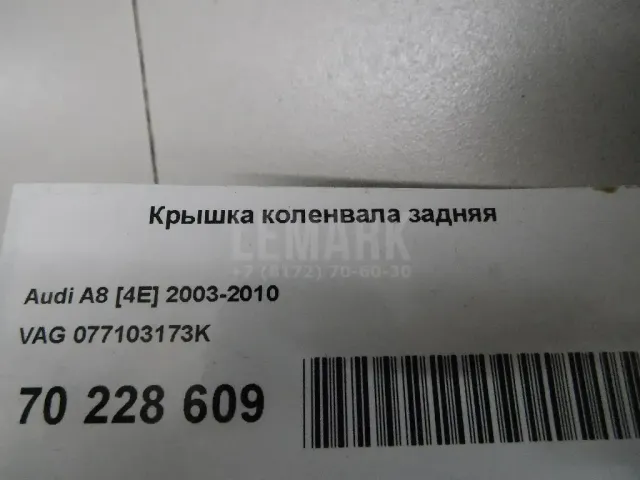 Крышка коленвала задняя
LEMARK
+7 (8172) 70-60-30
Audi A8 [4E] 2003-2010
VAG 077103173K
70 228 609